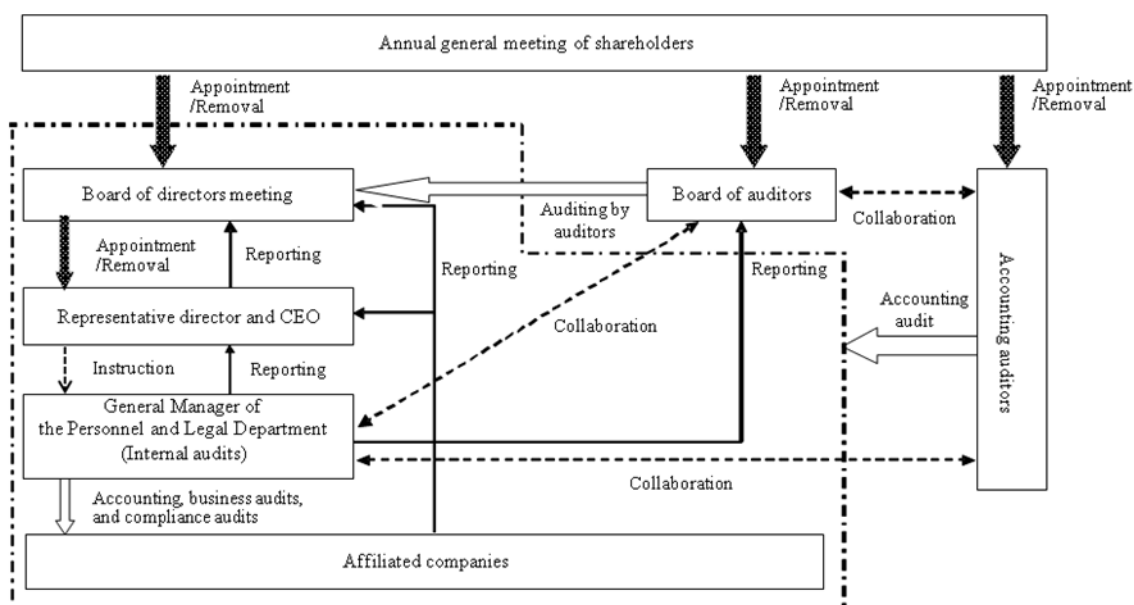 Annual general meeting of shareholders
Appointment
/Removal
Appointment
/Removal
Appointment
/Removal
Board of directors meeting
Board of auditors
Auditing by
auditors
Collaboration
Appointment
/Removal
Reporting
Reporting
Reporting
Accounting
audit
Accounting auditors
Representative director and CEO
Collaboration
Instruction
Reporting
General Manager of
the Personnel and Legal Department
(Internal audits)
Collaboration
Accounting, business audits,
and compliance audits
Affiliated companies